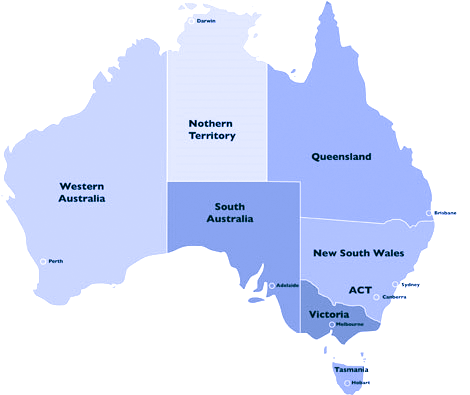 Darwin
Nothern
Territory
Queensland
Western
Australia
South
Australia
Brisbane
New South Wales
Perth
Adelaide
ACT
Sydney
Canborra
Victoria
Melbourne
Tasmania
Hobart